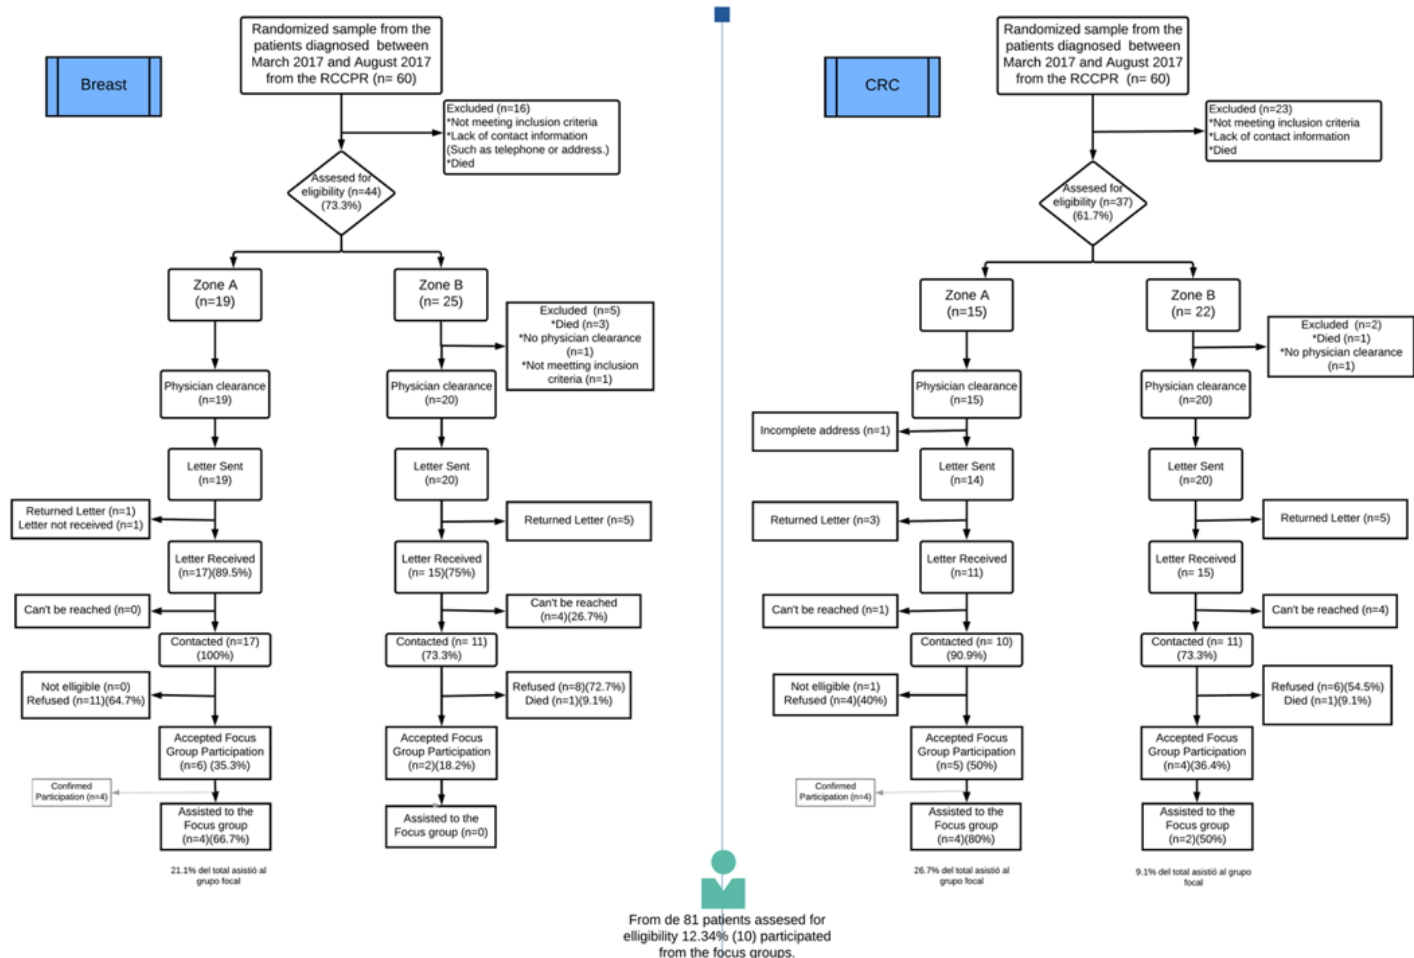 Breast
Randomized sample from the
patients diagnosed between
March 2017 and August 2017
from the RCCPR (n= 60)
Excluded (n=16)
*Not meeting inclusion criteria
*Lack of contact information
(Such as telephone or address.)
*Died
Assesed for
eligibility (n=44)
(73.3%)
Zone A
(n=19)
Zone B
(n= 25)
Excluded (n=5)
*Died (n=3)
*No physician clearance
(n=1)
*Not meetting inclusion
criteria (n=1)
Physician clearance
(n=19)
Physician clearance
(n=20)
Letter Sent
(n=19)
Letter Sent
(n=20)
Returned Letter (n=1)
Letter not received (n=1)
Returned Letter (n=5)
Letter Received
(n=17)(89.5%)
Letter Received
(n= 15)(75%)
Can't be reached (n=0)
Can't be reached
(n=4)(26.7%)
Contacted (n=17)
(100%)
Contacted (n= 11)
(73.3%)
Not elligible (n=0)
Refused (n=11)(64.7%)
Refused (n=8)(72.7%)
Died (n=1)(9.1%)
Accepted Focus
Group Participation
(n=6) (35.3%)
Accepted Focus
Group Participation
(n=2)(18.2%)
Confirmed
Participation (n=4)
Assisted to the
Focus group
(n=4)(66.7%)
Assisted to the
Focus group (n=0)
21.1% del total asistió al
grupo focal
CRC
Randomized sample from the
patients diagnosed between
March 2017 and August 2017
from the RCCPR (n= 60)
Excluded (n=23)
*Not meeting inclusion criteria
*Lack of contact information
*Died
Assesed for
eligibility (n=37)
(61.7%)
Zone A
(n=15)
Zone B
(n= 22)
Excluded (n=2)
*Died (n=1)
*No physician clearance
(n=1)
Physician clearance
(n=15)
Physician clearance
(n=20)
Incomplete address (n=1)
Letter Sent
(n=14)
Letter Sent
(n=20)
Returned Letter (n=3)
Returned Letter (n=5)
Letter Received
(n=11)
Letter Received
(n= 15)
Can't be reached (n=1)
Can't be reached (n=4)
Contacted (n= 10)
(90.9%)
Contacted (n= 11)
(73.3%)
Not elligible (n=1)
Refused (n=4)(40%)
Refused (n=6)(54.5%)
Died (n=1)(9.1%)
Accepted Focus
Group Participation
(n=5) (50%)
Accepted Focus
Group Participation
(n=4)(36.4%)
Confirmed
Participation (n=4)
Assisted to the
Focus group
(n=4)(80%)
Assisted to the
Focus group
(n=2)(50%)
26.7% del total asistió al
grupo focal
9.1% del total asistió al grupo
focal
From de 81 patients assesed for
elligibility 12.34% (10) participated
from the focus groups.